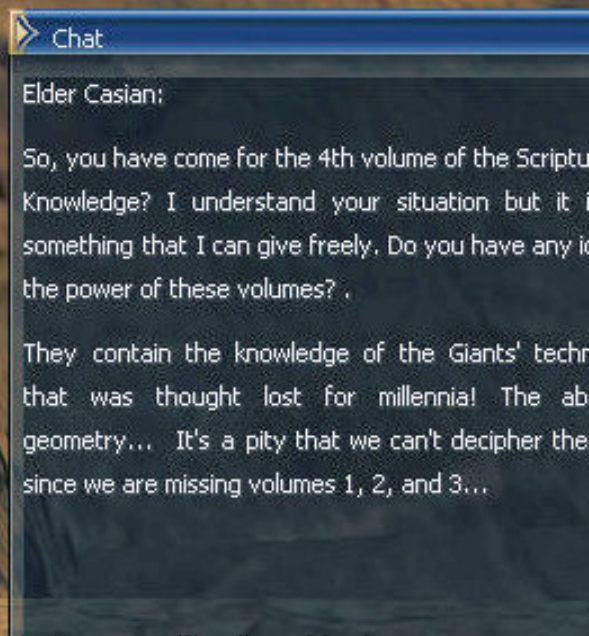 Chat
Elder Casian:
So, you have come for the 4th volume of the Scriptu
Knowledge? I understand your situation but it i
something that I can give freely. Do you have any ic
the power of these volumes? .
They contain the knowledge of the Giants' techn
that was thought lost for millennia! The ab
geometry... It's a pity that we can't decipher the
since we are missing volumes 1, 2, and 3...